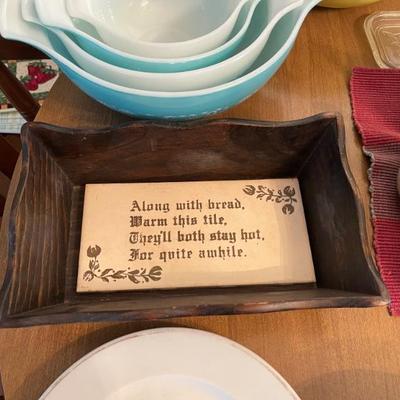 Along with bread,
Warm this tile,
They'll both stay hot,
For quite awhile.